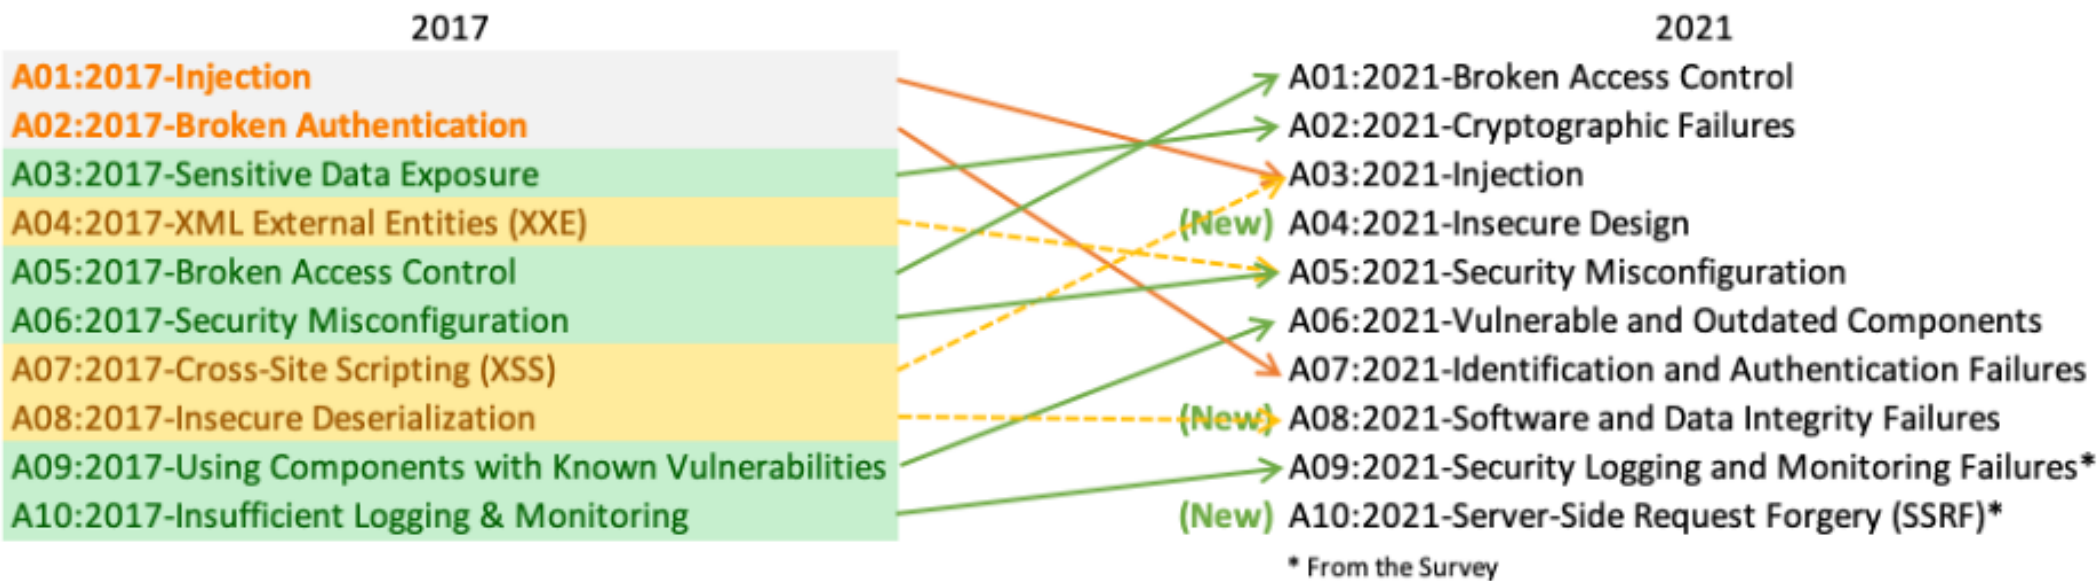 2017
A01:2017-Injection
A02:2017-Broken Authentication
A03:2017-Sensitive Data Exposure
A04:2017-XML External Entities (XXE)
A05:2017-Broken Access Control
A06:2017-Security Misconfiguration
A07:2017-Cross-Site Scripting (XSS)
A08:2017-Insecure Deserialization
A09:2017-Using Components with Known Vulnerabilities
A10:2017-Insufficient Logging & Monitoring
2021
A01:2021-Broken Access Control
A02:2021-Cryptographic Failures
A03:2021-Injection
(New) A04:2021-Insecure Design
A05:2021-Security Misconfiguration
A06:2021-Vulnerable and Outdated Components
A07:2021-Identification and Authentication Failures
(New) A08:2021-Software and Data Integrity Failures
A09:2021-Security Logging and Monitoring Failures*
(New) A10:2021-Server-Side Request Forgery (SSRF)*
* From the Survey